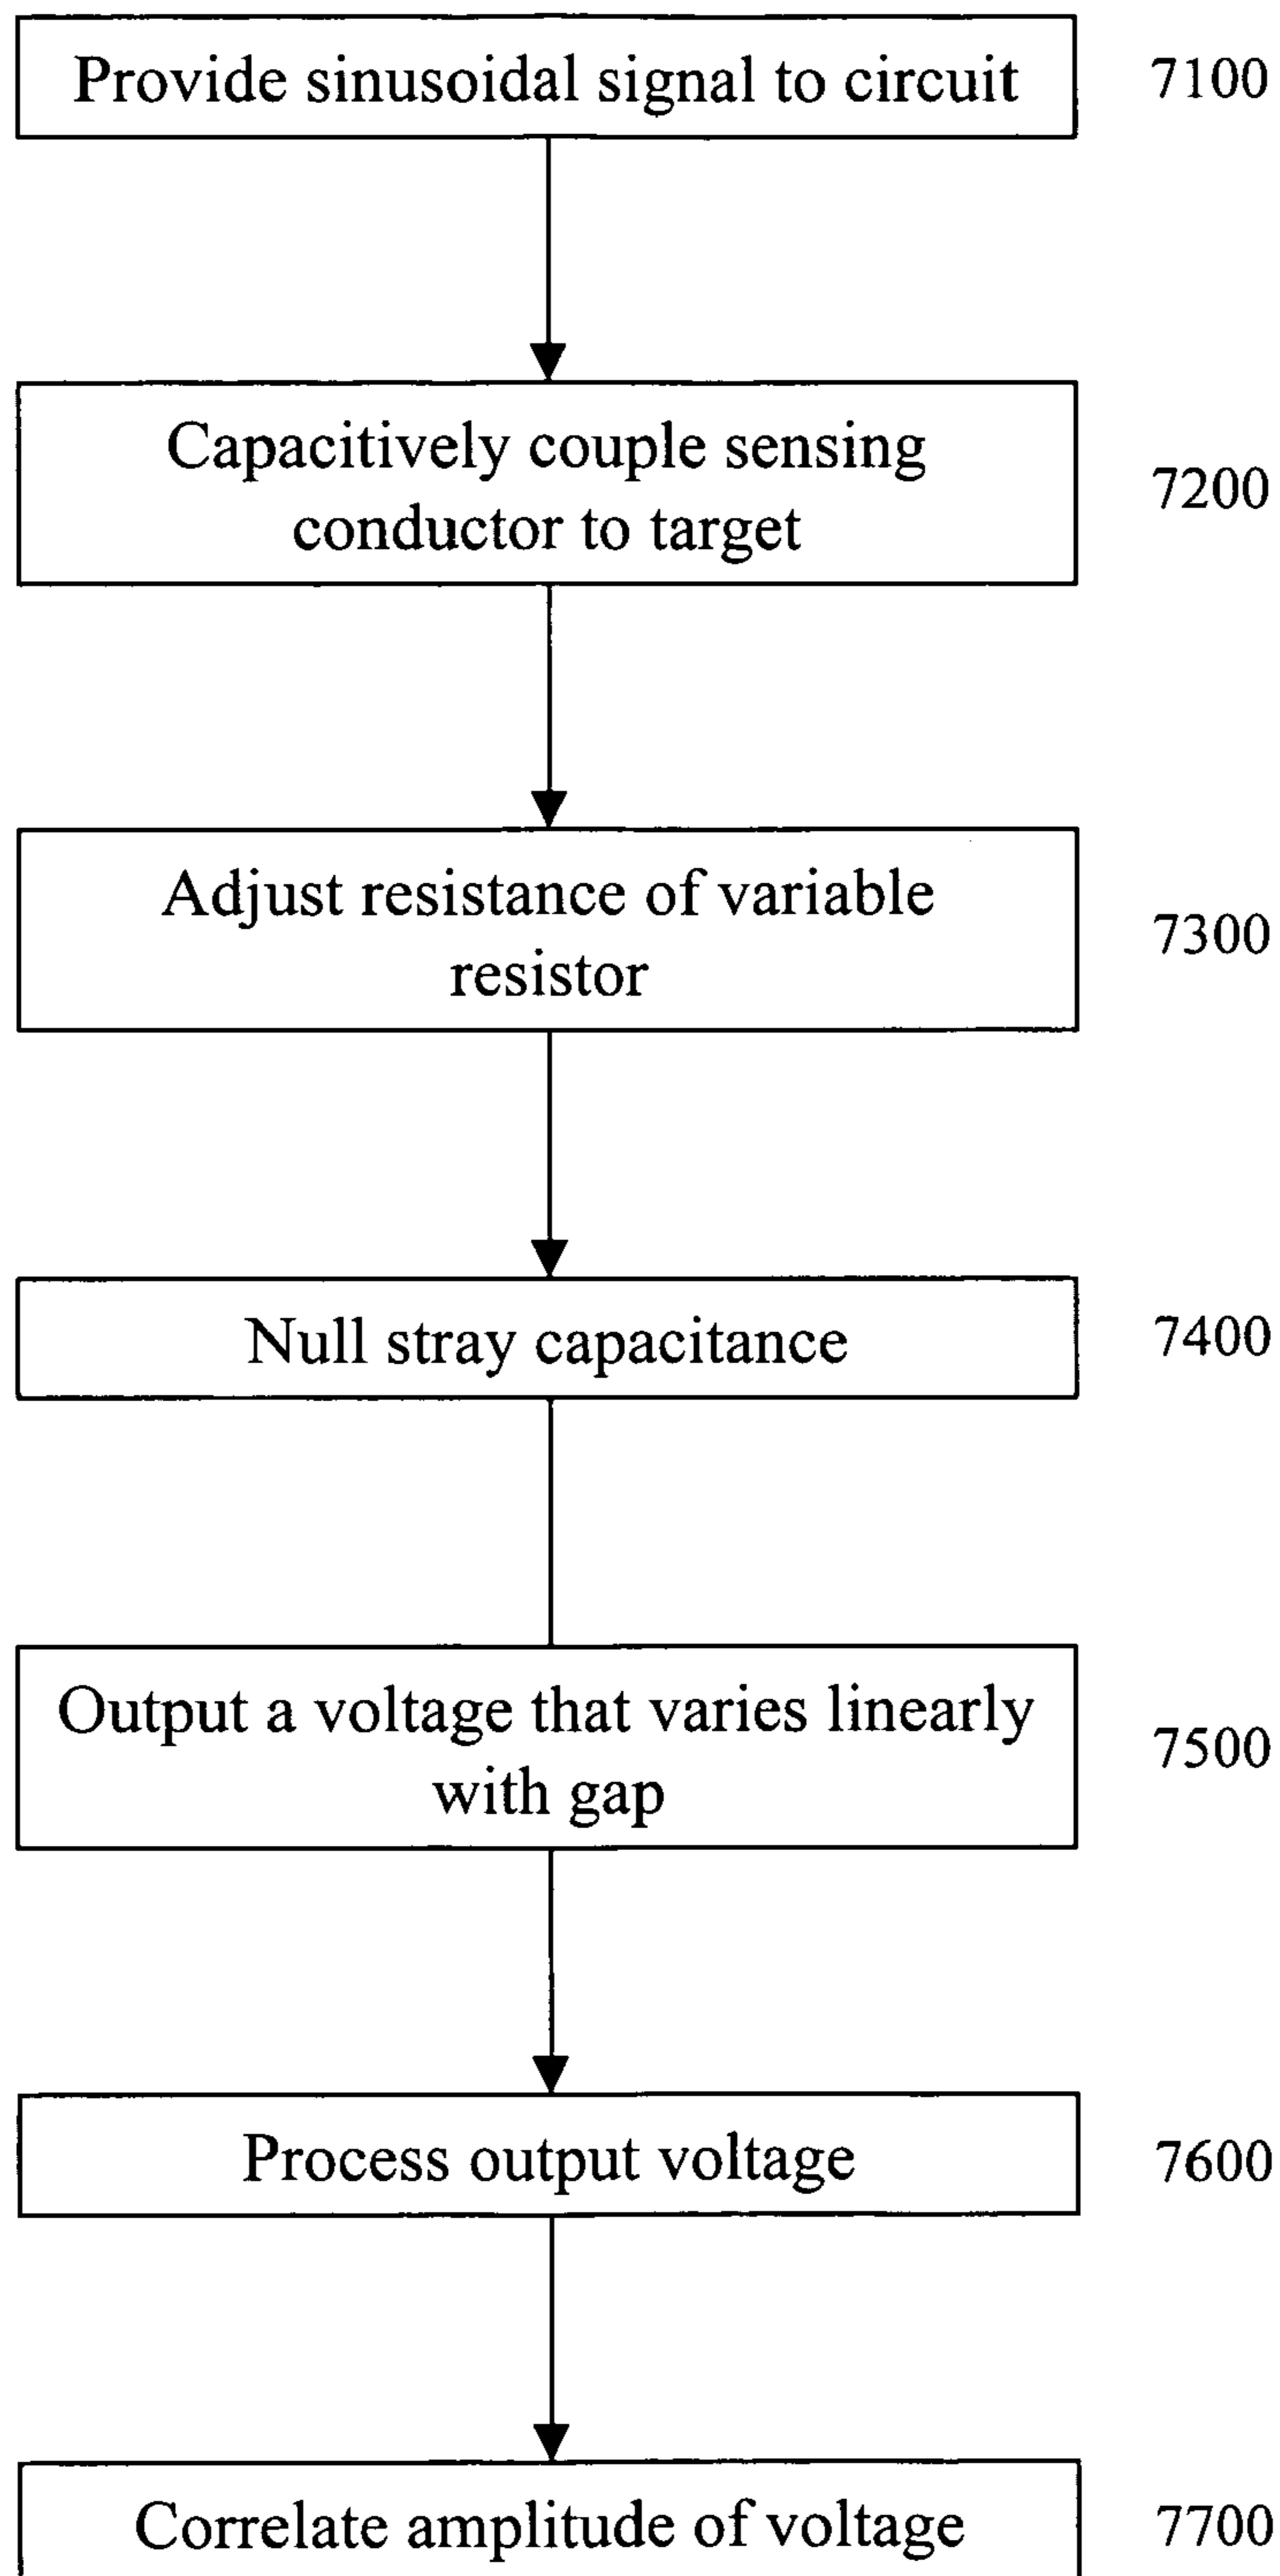 Provide sinusoidal signal to circuit 7100
Capacitively couple sensing
conductor to target
7200
Adjust resistance of variable
resistor
7300
Null stray capacitance 7400
Output a voltage that varies linearly
with gap
7500
Process output voltage 7600
Correlate amplitude of voltage 7700